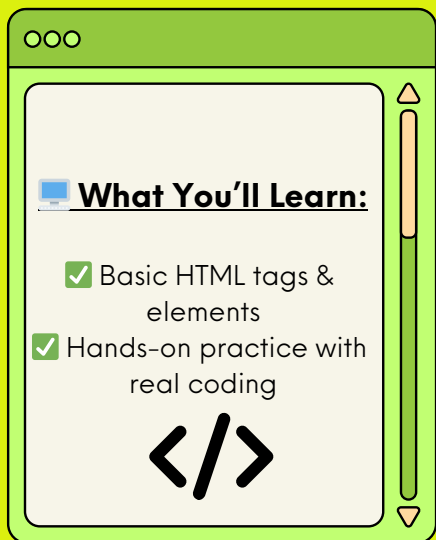 🖥️ What You'll Learn:
✅ Basic HTML tags &
elements
✅ Hands-on practice with
real coding
</>